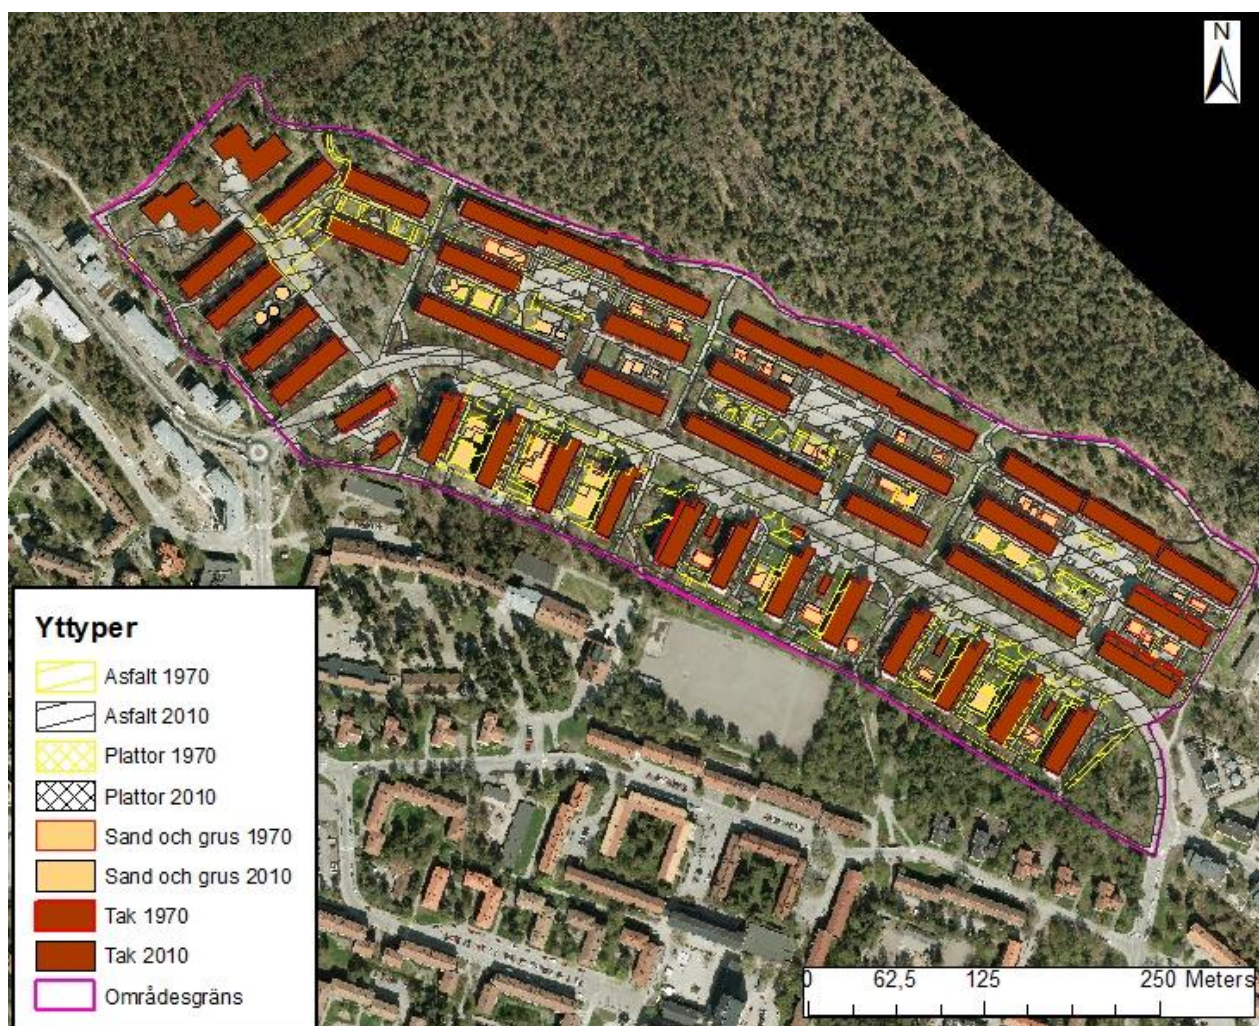 N
Yttyper
Asfalt 1970
Asfalt 2010
Plattor 1970
Plattor 2010
Sand och grus 1970
Sand och grus 2010
Tak 1970
Tak 2010
Områdesgräns
0 62,5 125 250 Meters